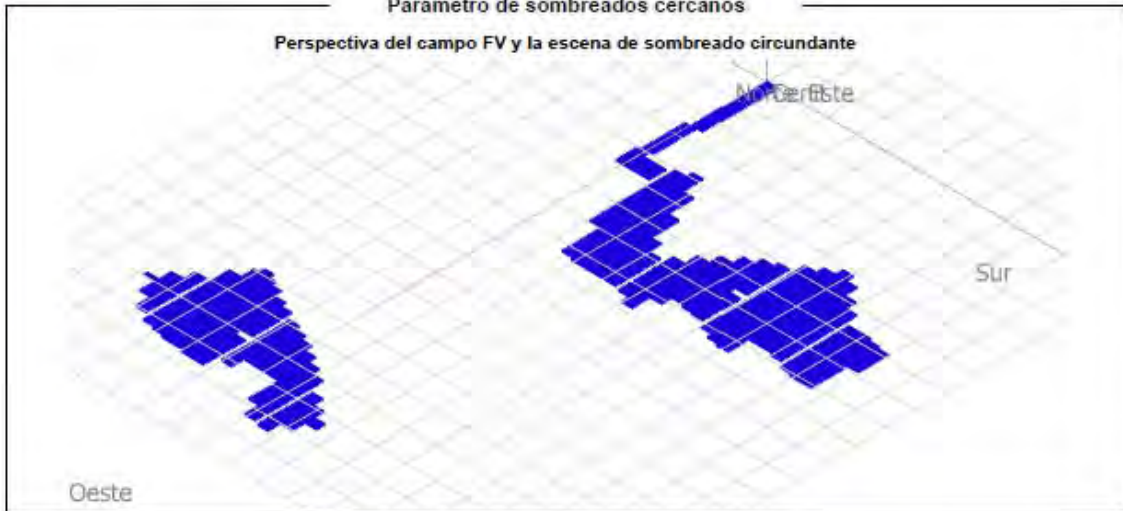 Parámetro de sombreados cercanos
Perspectiva del campo FV y la escena de sombreado circundante
Sur
Oeste